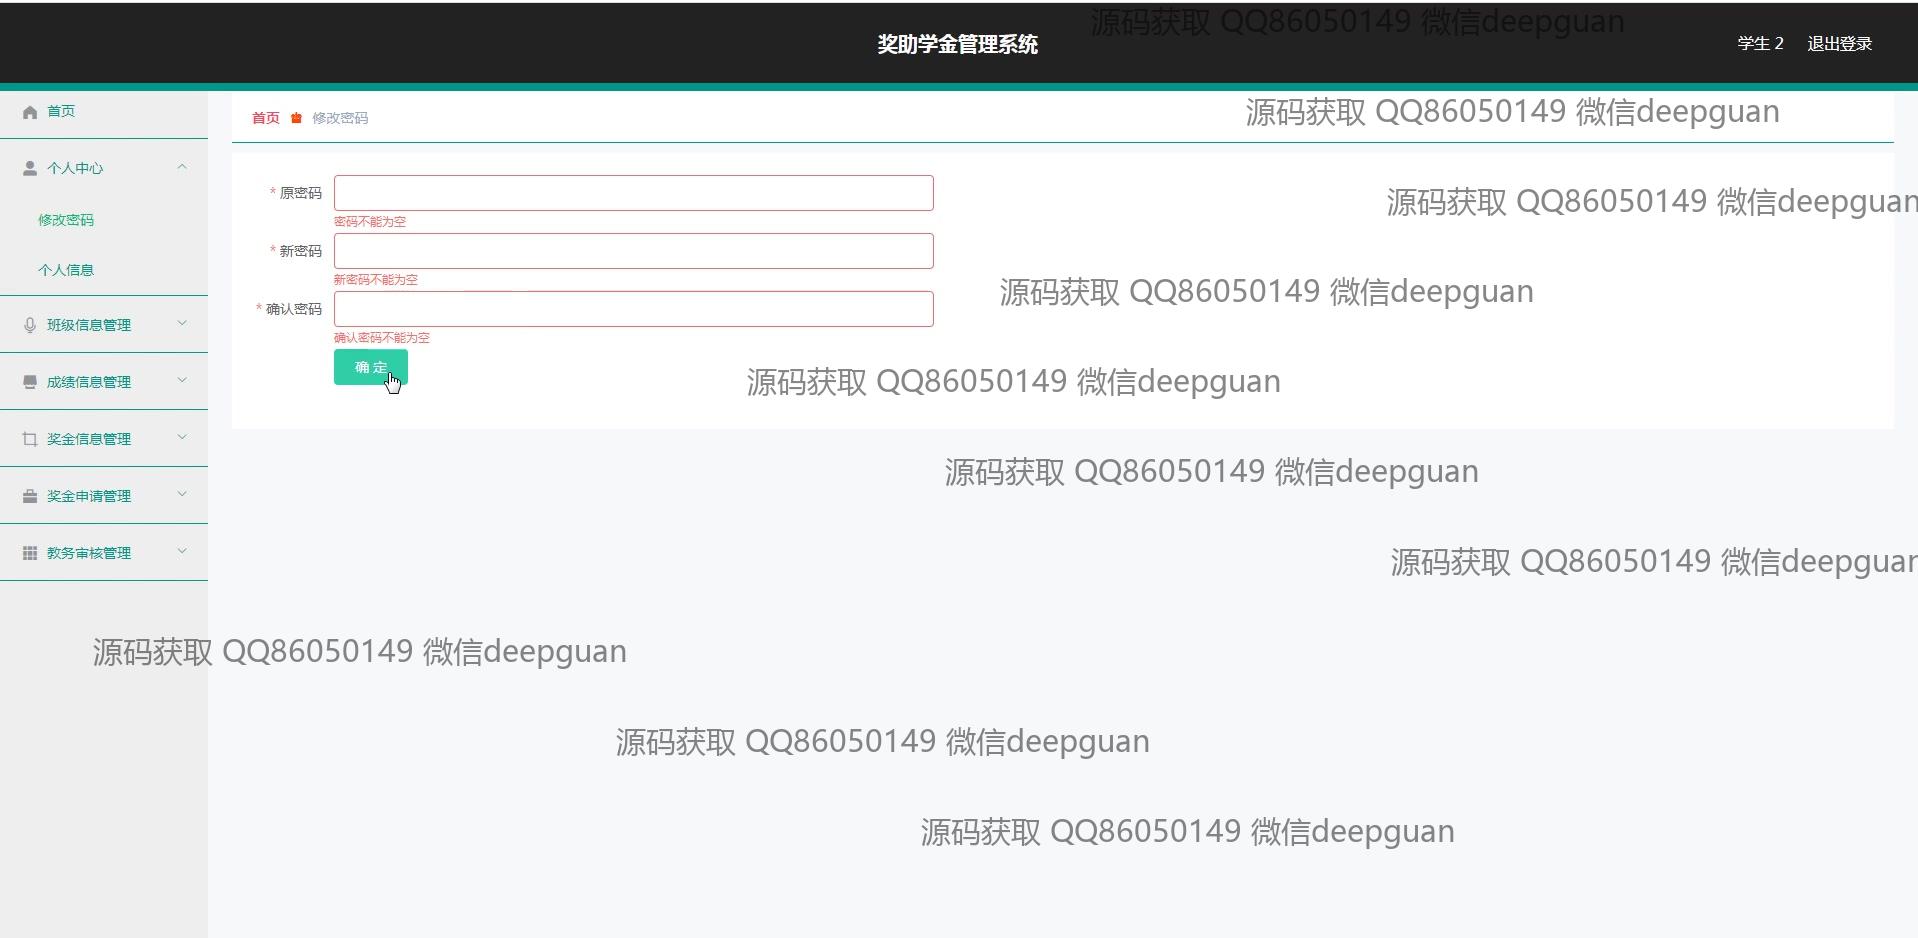 源码获取 QQ86050149 微信deepguan
奖助学金管理系统
学生 2 退出登录
首页
首页 修改密码
源码获取 QQ86050149 微信deepguan
个人中心
修改密码
个人信息
班级信息管理
成绩信息管理
奖金信息管理
奖金申请管理
教务审核管理
* 原密码
密码不能为空
* 新密码
新密码不能为空
* 确认密码
确认密码不能为空
确 定
源码获取 QQ86050149 微信deepguan
源码获取 QQ86050149 微信deepguan
源码获取 QQ86050149 微信deepguan
源码获取 QQ86050149 微信deepguan
源码获取 QQ86050149 微信deepguan
源码获取 QQ86050149 微信deepguan
源码获取 QQ86050149 微信deepguan
源码获取 QQ86050149 微信deepguan